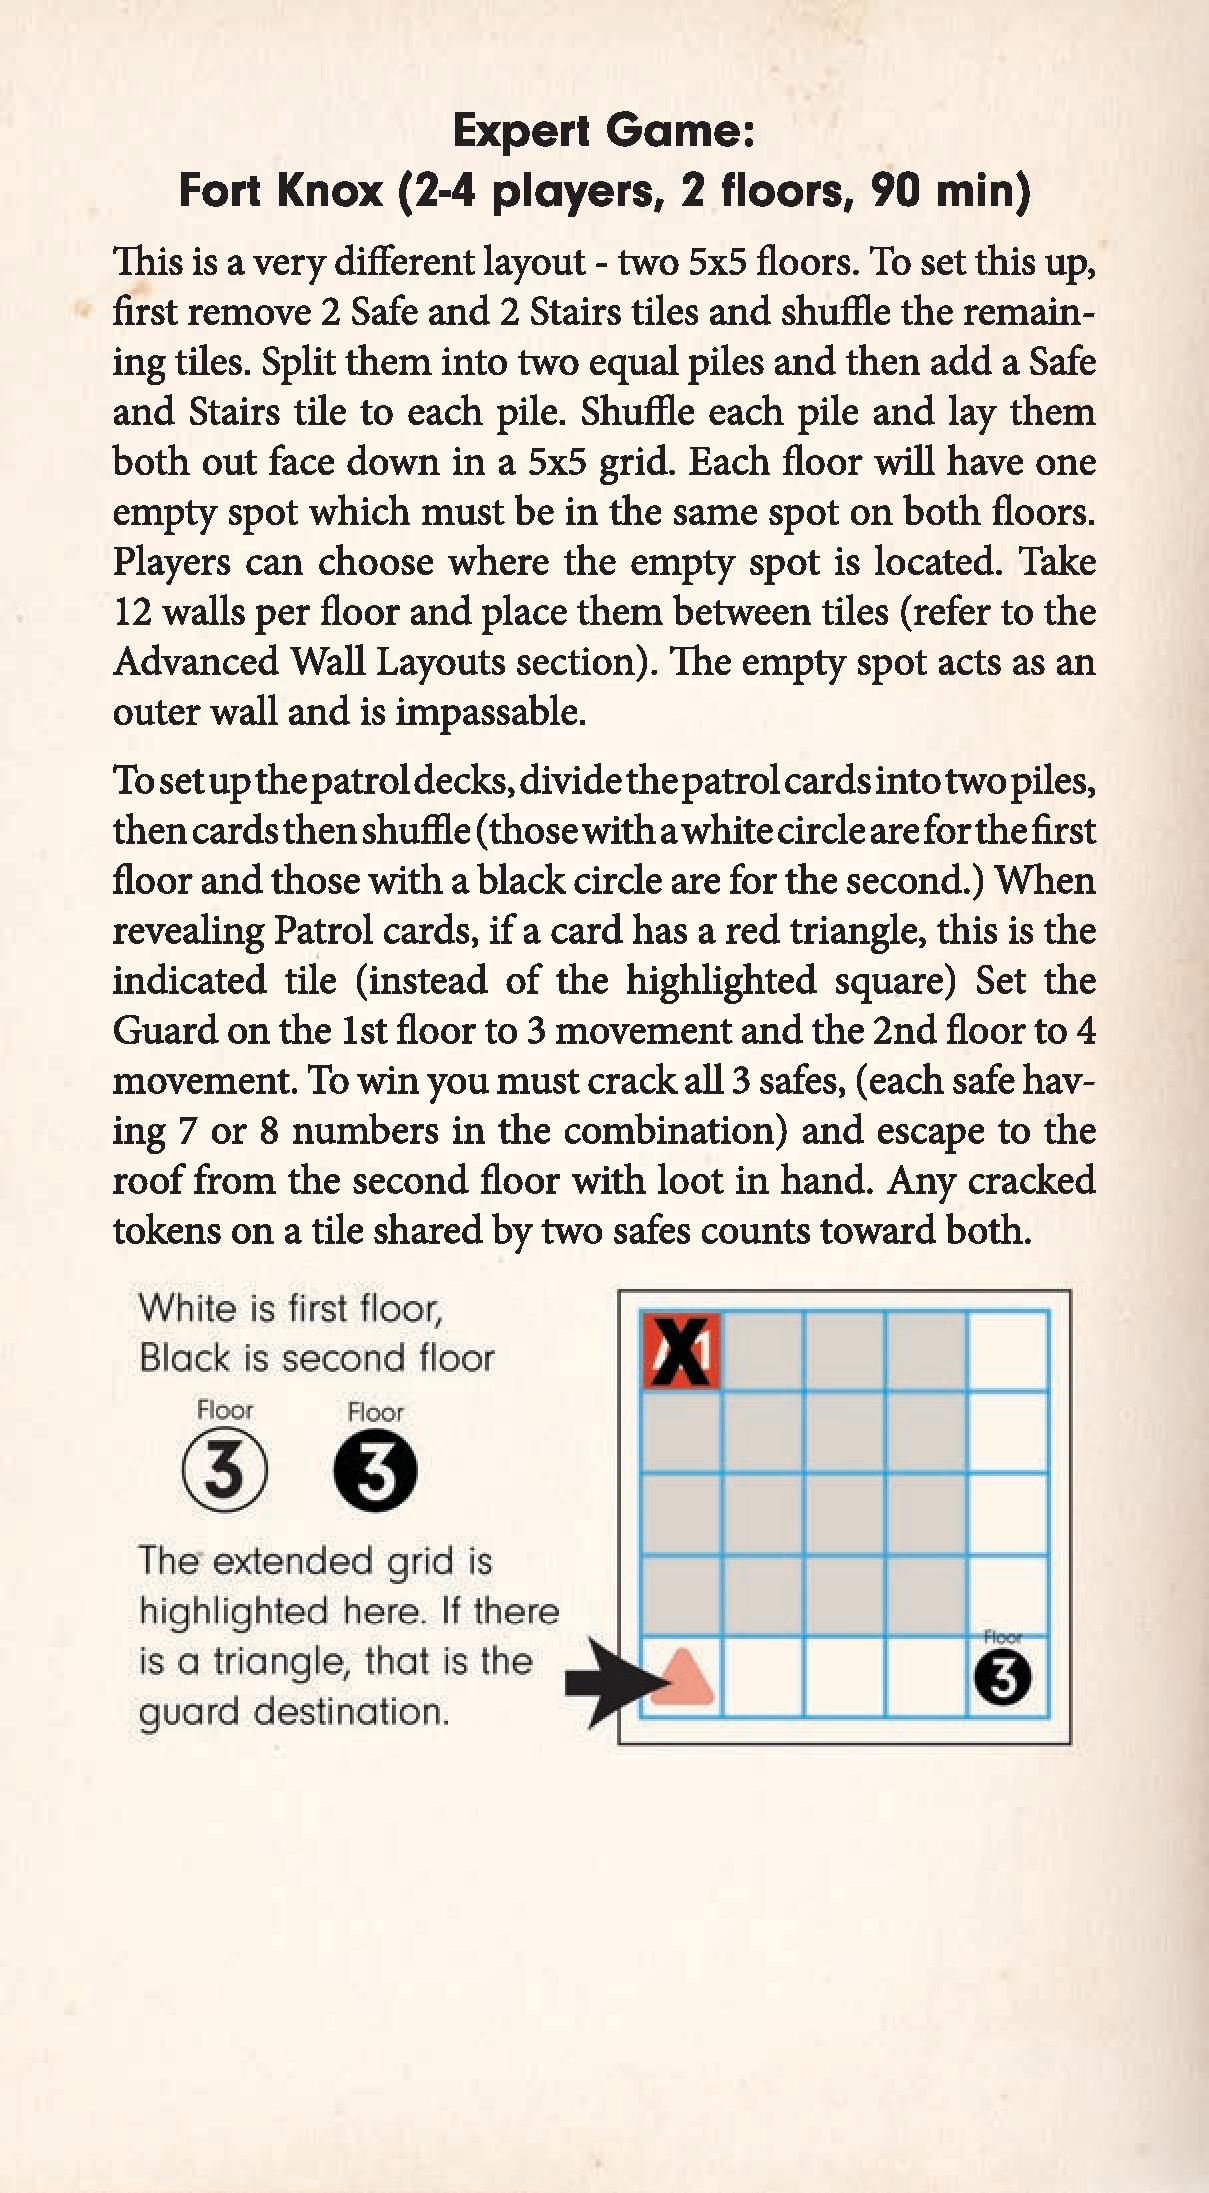 Expert Game:
Fort Knox (2-4 players, 2 floors, 90 min)
This is a very different layout - two 5x5 floors. To set this up,
first remove 2 Safe and 2 Stairs tiles and shuffle the remain-
ing tiles. Split them into two equal piles and then add a Safe
and Stairs tile to each pile. Shuffle each pile and lay them
both out face down in a 5x5 grid. Each floor will have one
empty spot which must be in the same spot on both floors.
Players can choose where the empty spot is located. Take
12 walls per floor and place them between tiles (refer to the
Advanced Wall Layouts section). The empty spot acts as an
outer wall and is impassable.
To set up the patrol decks, divide the patrol cards into two piles,
then cards then shuffle (those with a white circle are for the first
floor and those with a black circle are for the second.) When
revealing Patrol cards, if a card has a red triangle, this is the
indicated tile (instead of the highlighted square) Set the
Guard on the 1st floor to 3 movement and the 2nd floor to 4
movement. To win you must crack all 3 safes, (each safe hav-
ing 7 or 8 numbers in the combination) and escape to the
roof from the second floor with loot in hand. Any cracked
tokens on a tile shared by two safes counts toward both.
White is first floor,
Black is second floor
Floor Floor
3 3
The extended grid is
highlighted here. If there
is a triangle, that is the
guard destination.
X
Floor
3